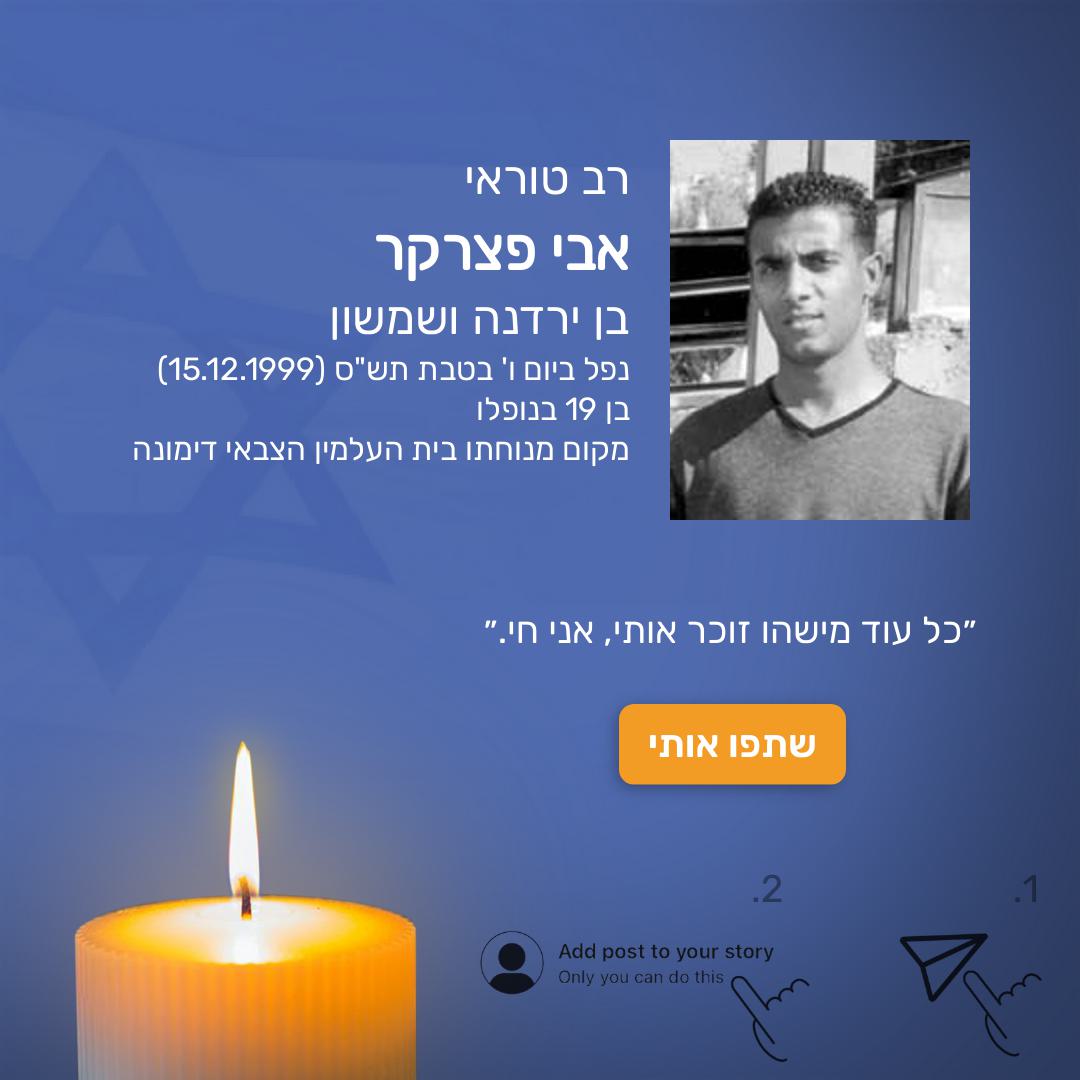 רב טוראי
אבי פצרקר
בן ירדנה ושמשון
נפל ביום ו' בטבת תש"ס (15.12.1999)
בן 19 בנופלו
מקום מנוחתו בית העלמין הצבאי דימונה
״כל עוד מישהו זוכר אותי, אני חי.״
שתפו אותי
.1
.2
Add post to your story
Only you can do this